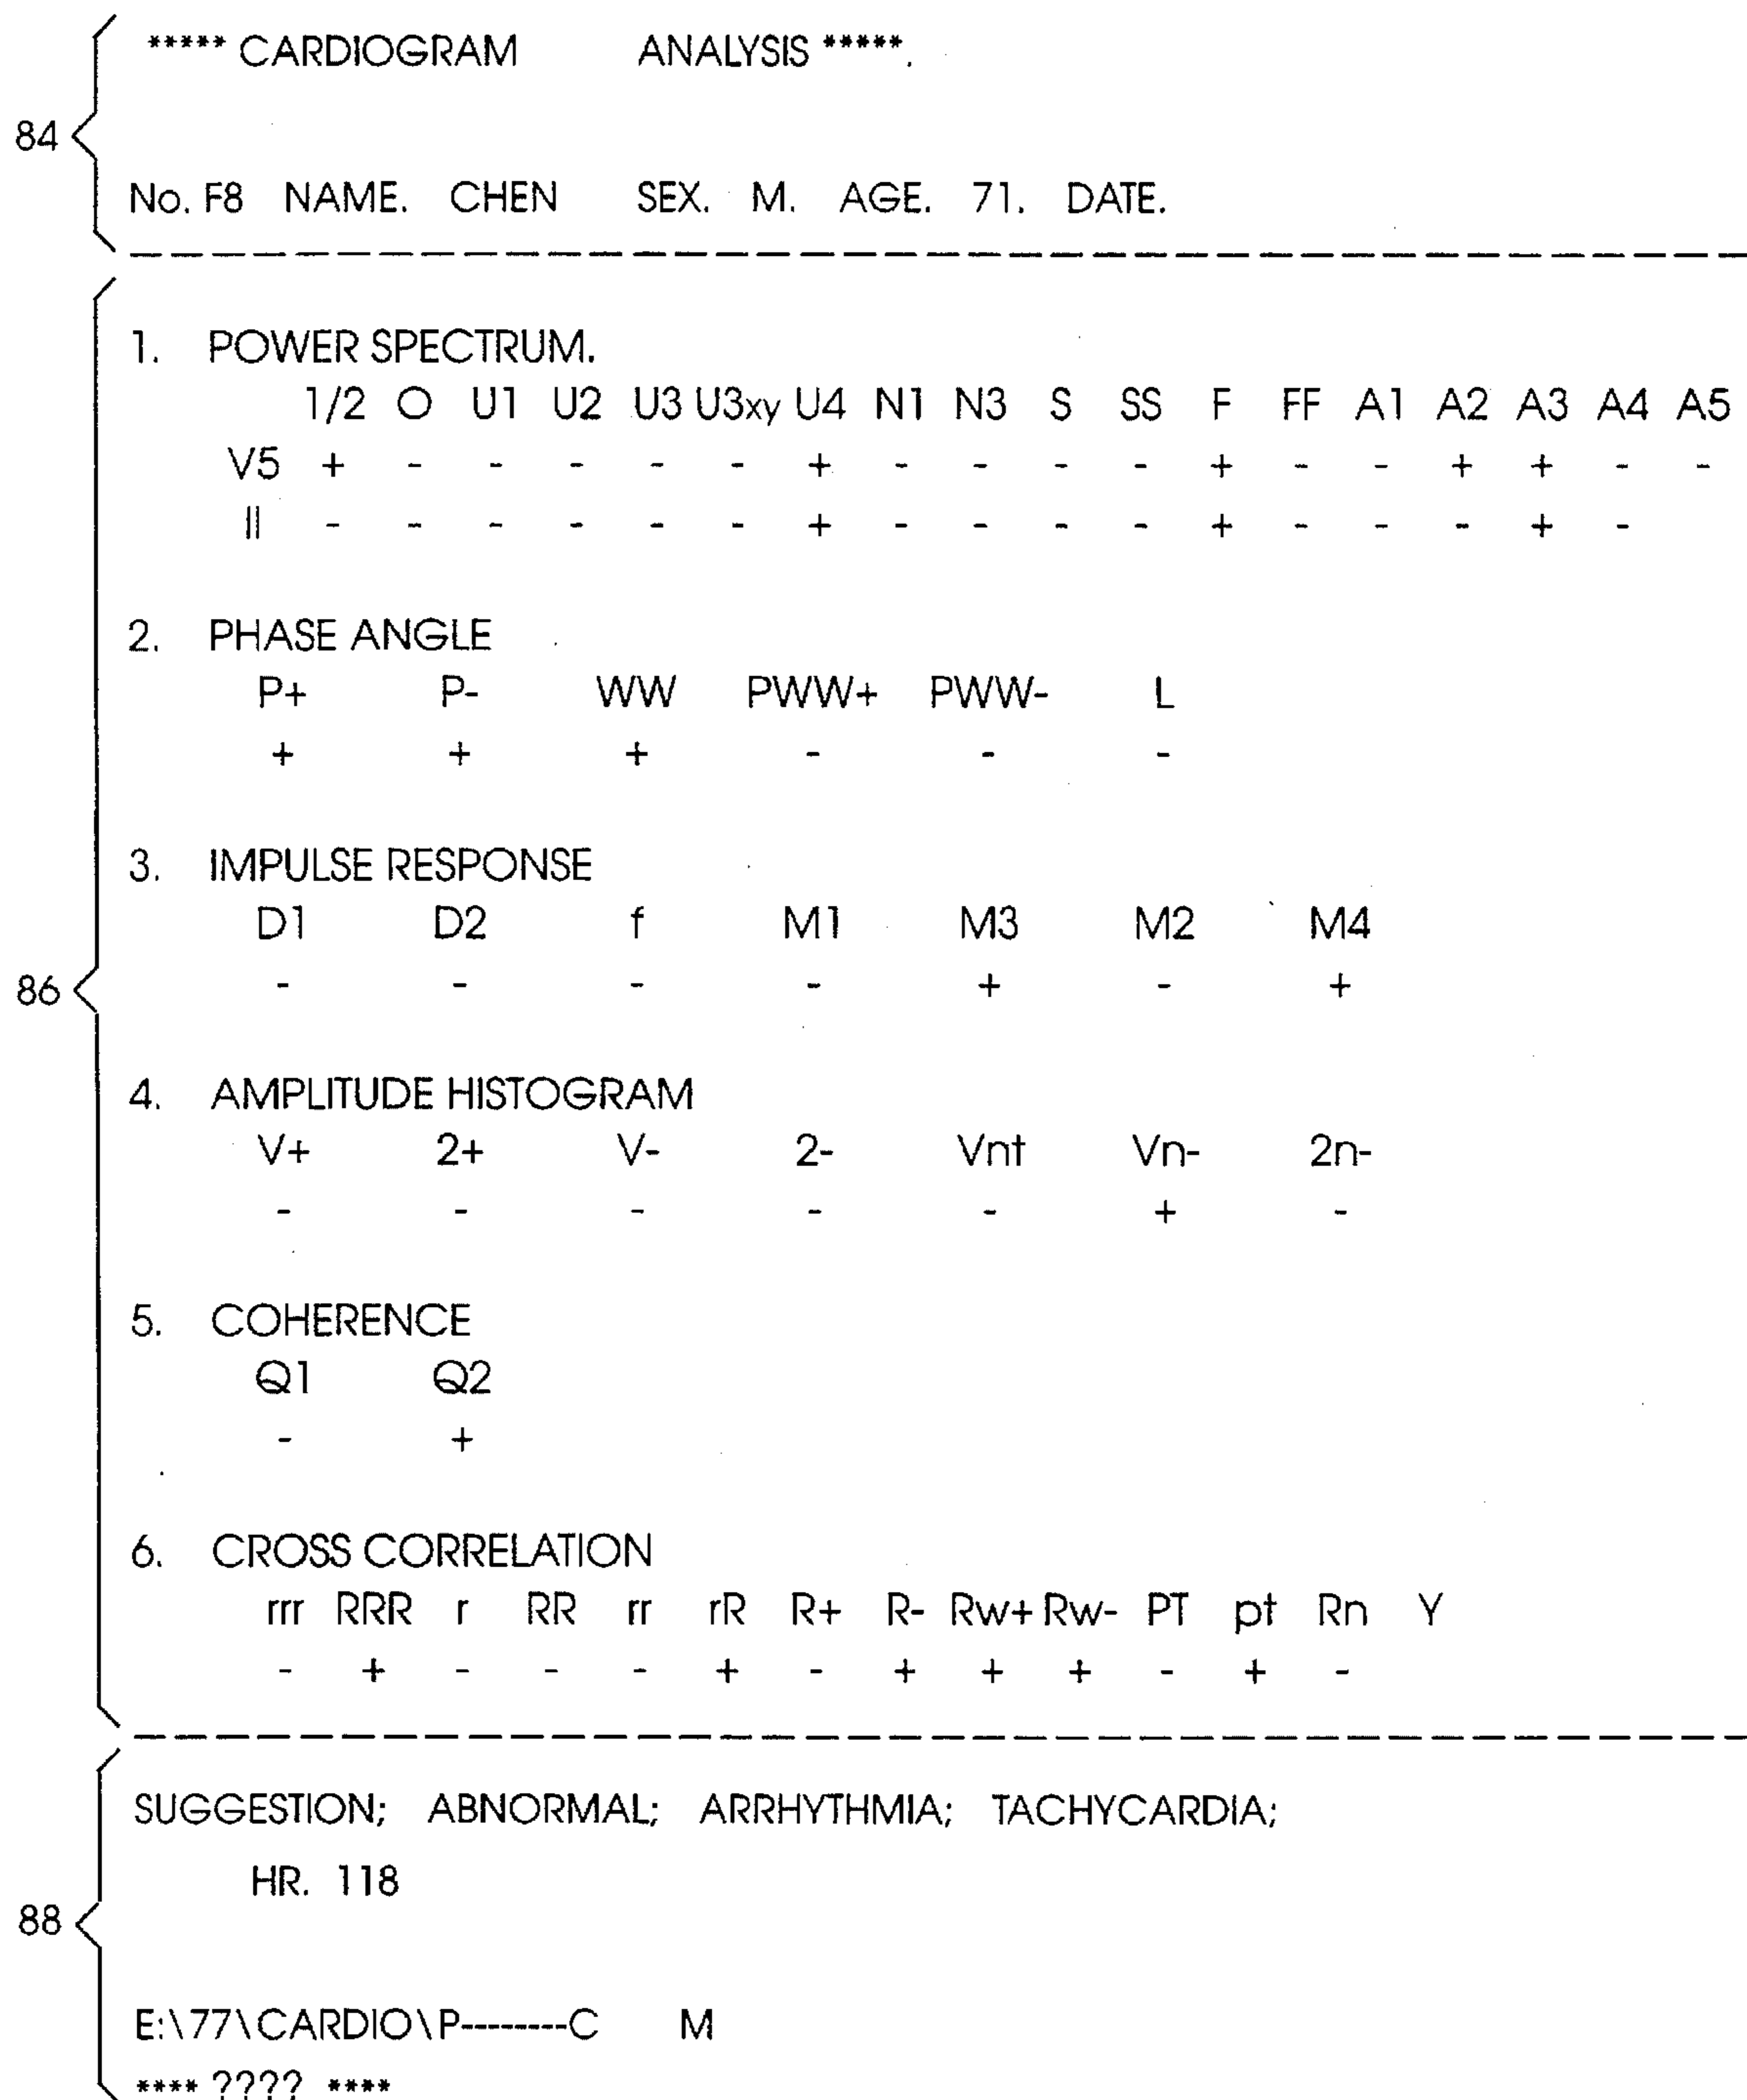 ***** CARDIOGRAM ANALYSIS *****.
84
No. F8 NAME. CHEN SEX. M. AGE. 71. DATE.
1. POWER SPECTRUM.
1/2 O U1 U2 U3 U3xy U4 N1 N3 S SS F FF A1 A2 A3 A4 A5
V5 + - - - - - + - - - - + - - + + - -
II - - - - - - + - - - - + - - - + -
2. PHASE ANGLE
P+ P- WW PWW+ PWW- L
+ + + - - -
3. IMPULSE RESPONSE
D1 D2 f M1 M3 M2 M4
86
- - - - + - +
4. AMPLITUDE HISTOGRAM
V+ 2+ V- 2- Vnt Vn- 2n-
- - - - - + -
5. COHERENCE
Q1 Q2
- +
6. CROSS CORRELATION
rrr RRR r RR rr rR R+ R- Rw+ Rw- PT pt Rn Y
- + - - - + - + + + - + -
SUGGESTION; ABNORMAL; ARRHYTHMIA; TACHYCARDIA;
HR. 118
88
E:\77\CARDIO\P--------C M
**** ???? ****